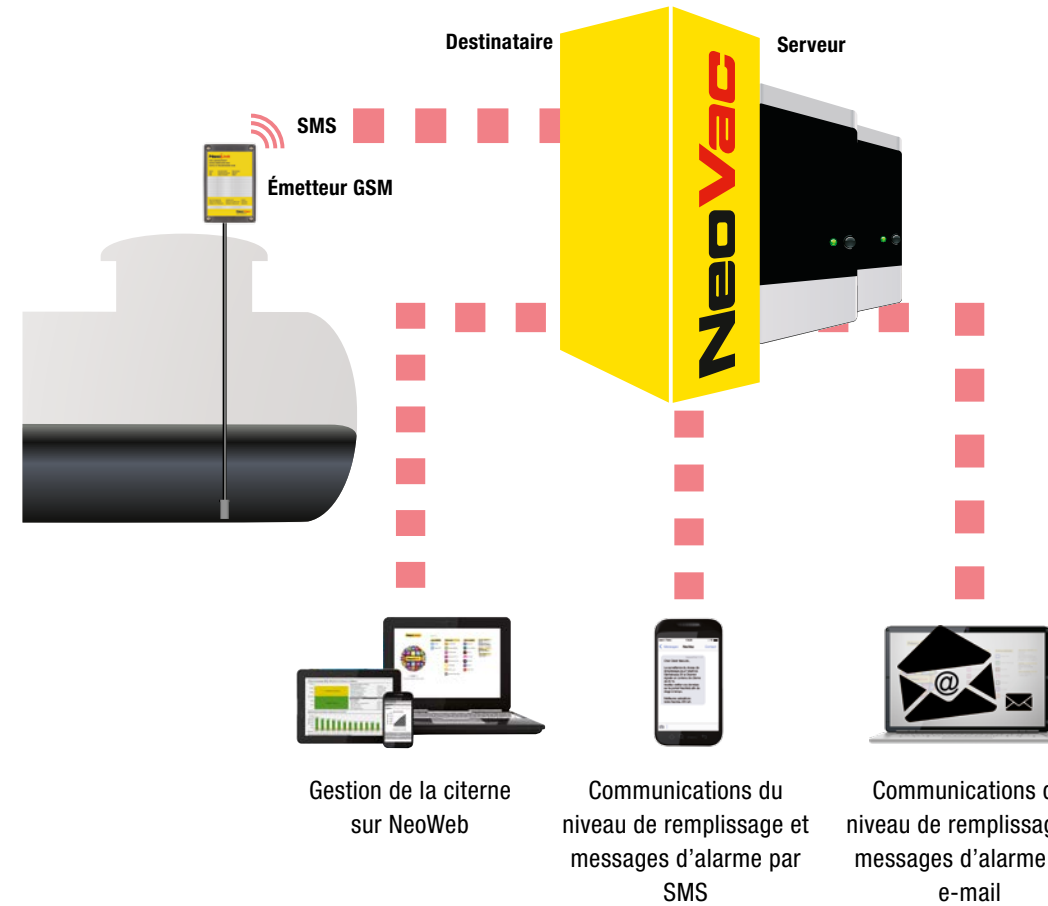 Destinataire
Serveur
SMS
Émetteur GSM
NeoVac
Gestion de la citerne
sur NeoWeb
Communications du
niveau de remplissage et
messages d’alarme par
SMS
Communications
niveau de remplissag
messages d’alarme
e-mail